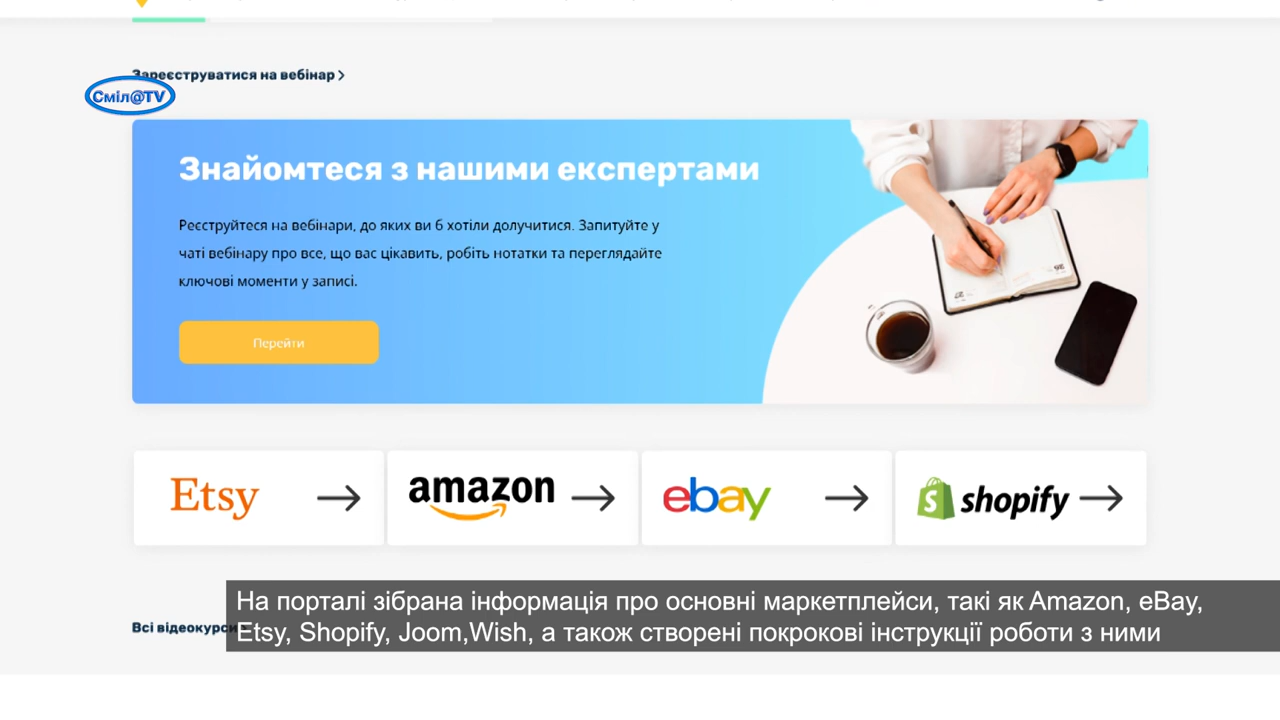 Зареєструватися на вебінар
Сміл@TV
Знайомтеся з нашими експертами
Реєструйтеся на вебінари, до яких ви б хотіли долучитися. Запитуйте у
чаті вебінару про все, що вас цікавить, робіть нотатки та переглядайте
ключові моменти у записі.
Перейти
Etsy
amazon
ebay
shopify
На порталі зібрана інформація про основні маркетплейси, такі як Amazon, eBay,
Etsy, Shopify, Joom,Wish, а також створені покрокові інструкції роботи з ними
Всі відеокурси